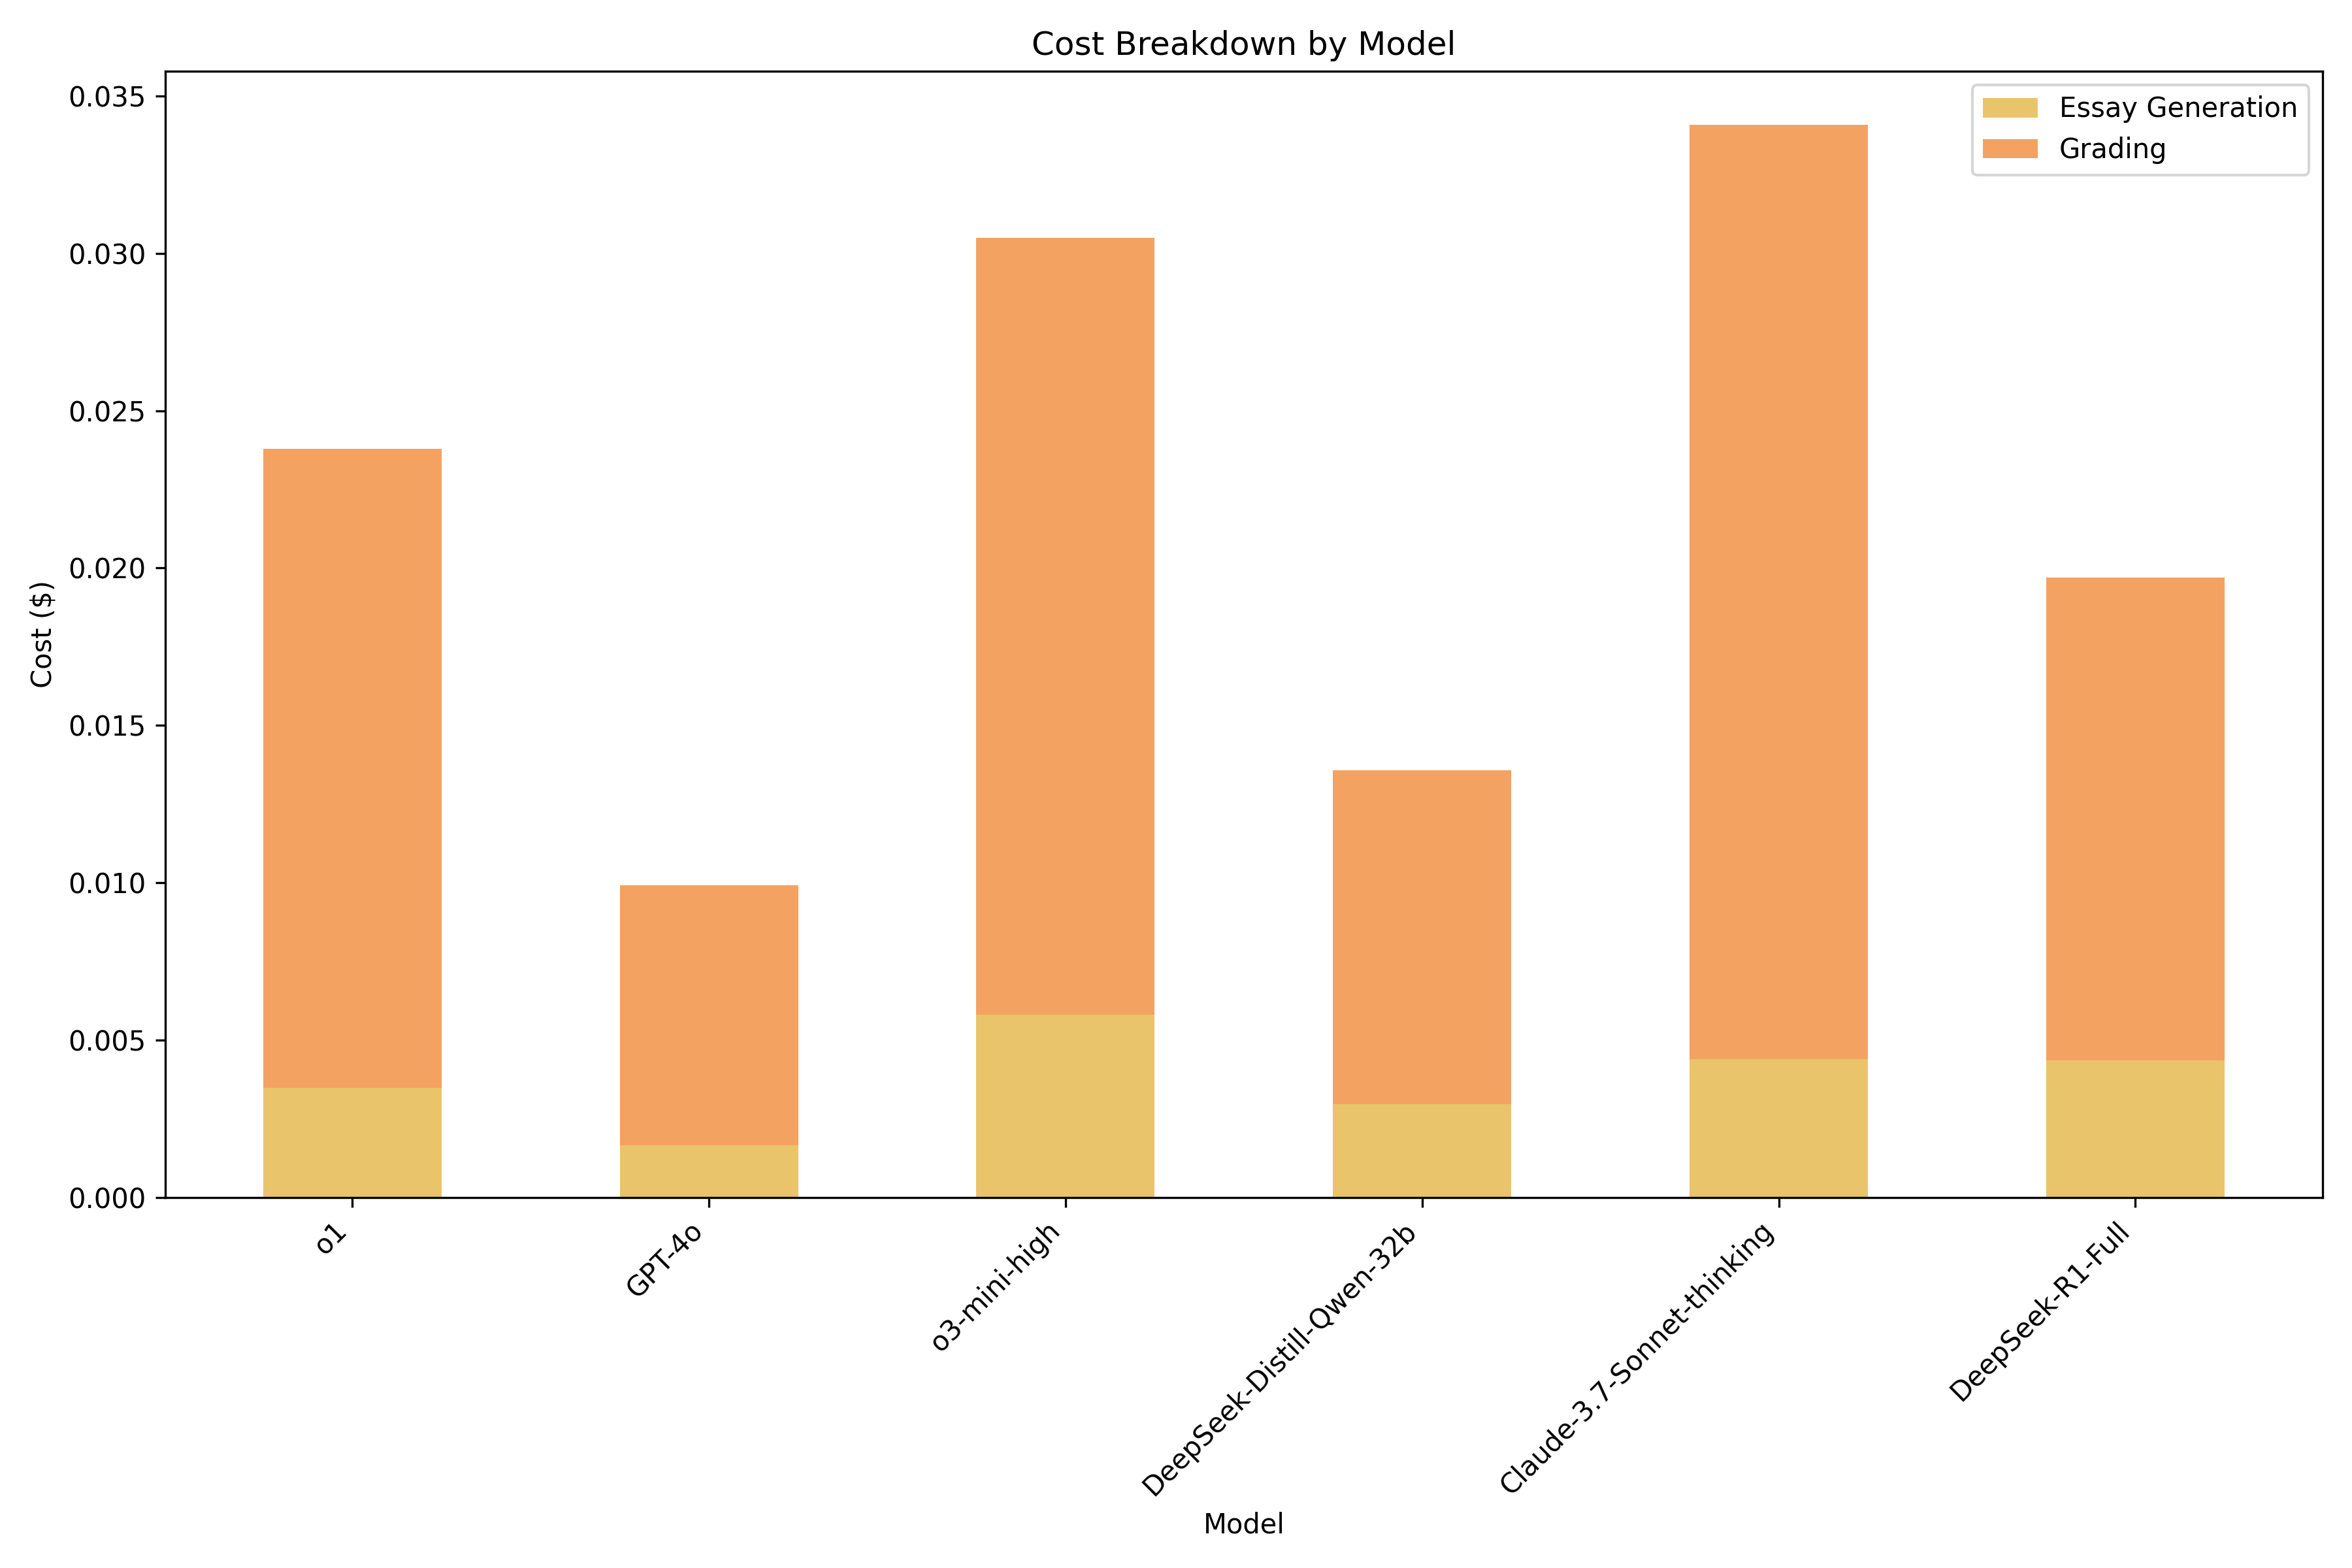 Cost Breakdown by Model
Essay Generation
Grading
Cost ($)
0.035
0.030
0.025
0.020
0.015
0.010
0.005
0.000
o1
GPT-4o
o3-mini-high
DeepSeek-Distill-Qwen-32b
Claude-3.7-Sonnet-thinking
DeepSeek-R1-Full
Model